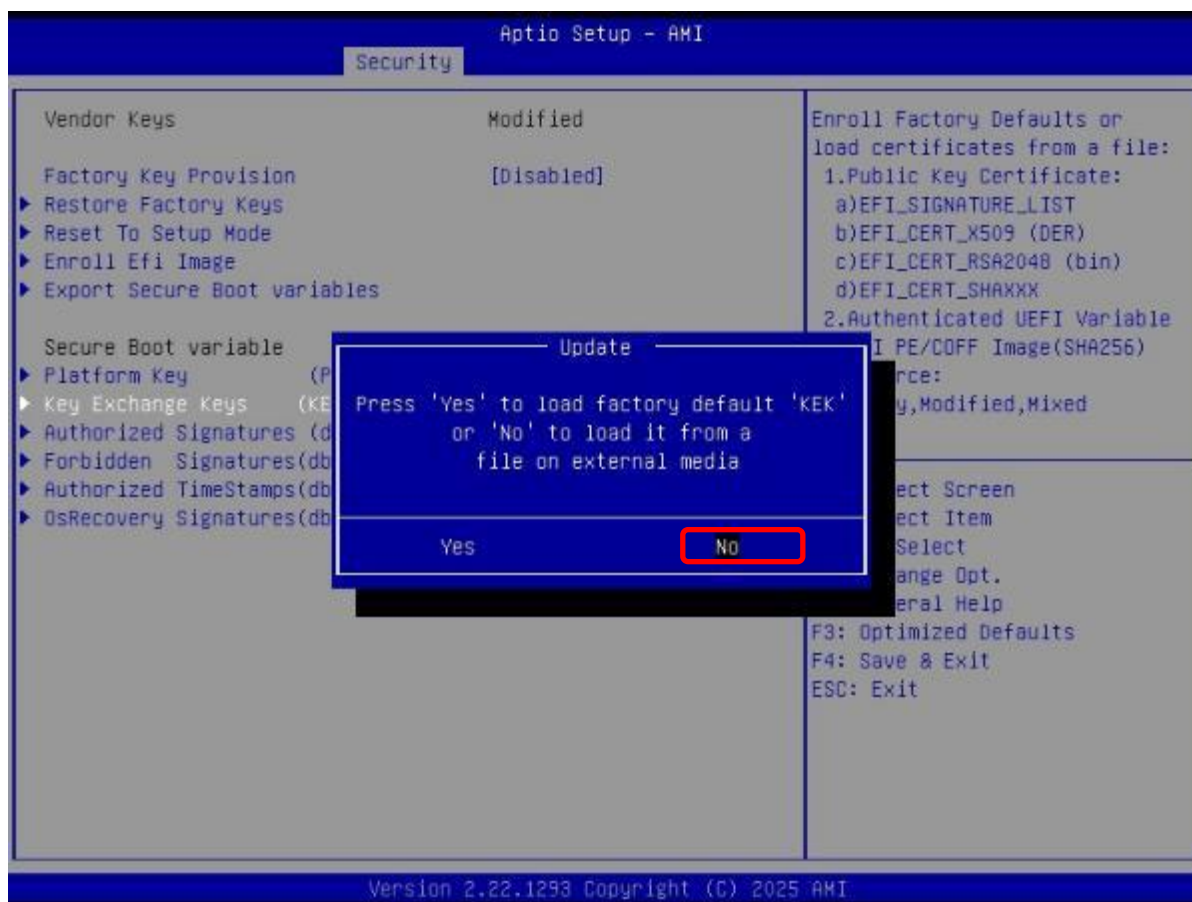 Aptio Setup - AMI
Security
Vendor Keys Modified
Factory Key Provision [Disabled]
Restore Factory Keys
Reset To Setup Mode
Enroll Efi Image
Export Secure Boot variables
Secure Boot variable
Platform Key (P
Key Exchange Keys (KE
Authorized Signatures (d
Forbidden Signatures(db
Authorized TimeStamps(db
OsRecovery Signatures(db
Update
Press 'Yes' to load factory default 'KEK'
or 'No' to load it from a
file on external media
Yes No
Enroll Factory Defaults or
load certificates from a file:
1.Public Key Certificate:
a)EFI_SIGNATURE_LIST
b)EFI_CERT_X509 (DER)
c)EFI_CERT_RSA2048 (bin)
d)EFI_CERT_SHAXXX
2.Authenticated UEFI Variable
I PE/COFF Image(SHA256)
rce:
y,Modified,Mixed
ect Screen
ect Item
Select
ange Opt.
eral Help
F3: Optimized Defaults
F4: Save & Exit
ESC: Exit
Version 2.22.1293 Copyright (C) 2025 AMI